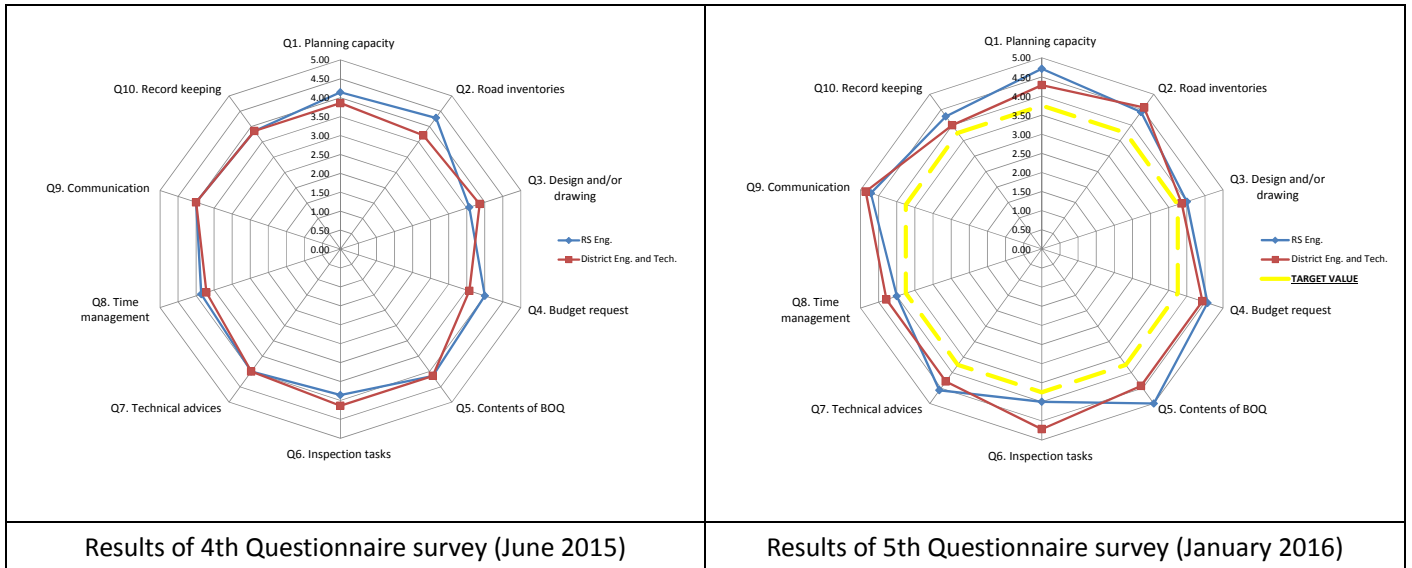 Q1. Planning capacity
5.00
4.50
4.00
3.50
3.00
2.50
2.00
1.50
1.00
0.50
0.00
Q2. Road inventories
Q3. Design and/or
drawing
Q4. Budget request
Q5. Contents of BOQ
Q6. Inspection tasks
Q7. Technical advices
Q8. Time
management
Q9. Communication
Q10. Record keeping
RS Eng.
District Eng. and Tech.
Results of 4th Questionnaire survey (June 2015)
Q1. Planning capacity
5.00
4.50
4.00
3.50
3.00
2.50
2.00
1.50
1.00
0.50
0.00
Q2. Road inventories
Q3. Design and/or
drawing
Q4. Budget request
Q5. Contents of BOQ
Q6. Inspection tasks
Q7. Technical advices
Q8. Time
management
Q9. Communication
Q10. Record keeping
RS Eng.
District Eng. and Tech.
TARGET VALUE
Results of 5th Questionnaire survey (January 2016)